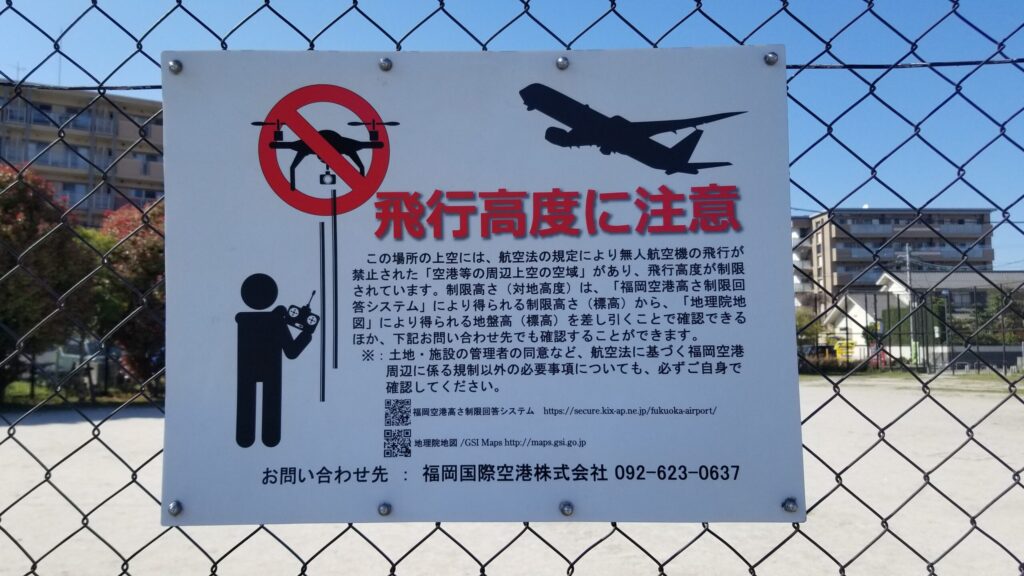 飛行高度に注意
この場所の上空には、航空法の規定により無人航空機の飛行が
禁止された「空港等の周辺上空の空域」があり、飛行高度が制限
されています。制限高さ（対地高度）は、「福岡空港高さ制限回
答システム」により得られる制限高さ（標高）から、「地理院地
図」により得られる地盤高（標高）を差し引くことで確認できる
ほか、下記お問い合わせ先でも確認することができます。
※：土地・施設の管理者の同意など、航空法に基づく福岡空港
周辺に係る規制以外の必要事項についても、必ずご自身で
確認してください。
福岡空港高さ制限回答システム https://secure.kix-ap.ne.jp/fukuoka-airport/
地理院地図 /GSI Maps http://maps.gsi.go.jp
お問い合わせ先 ： 福岡国際空港株式会社 092-623-0637